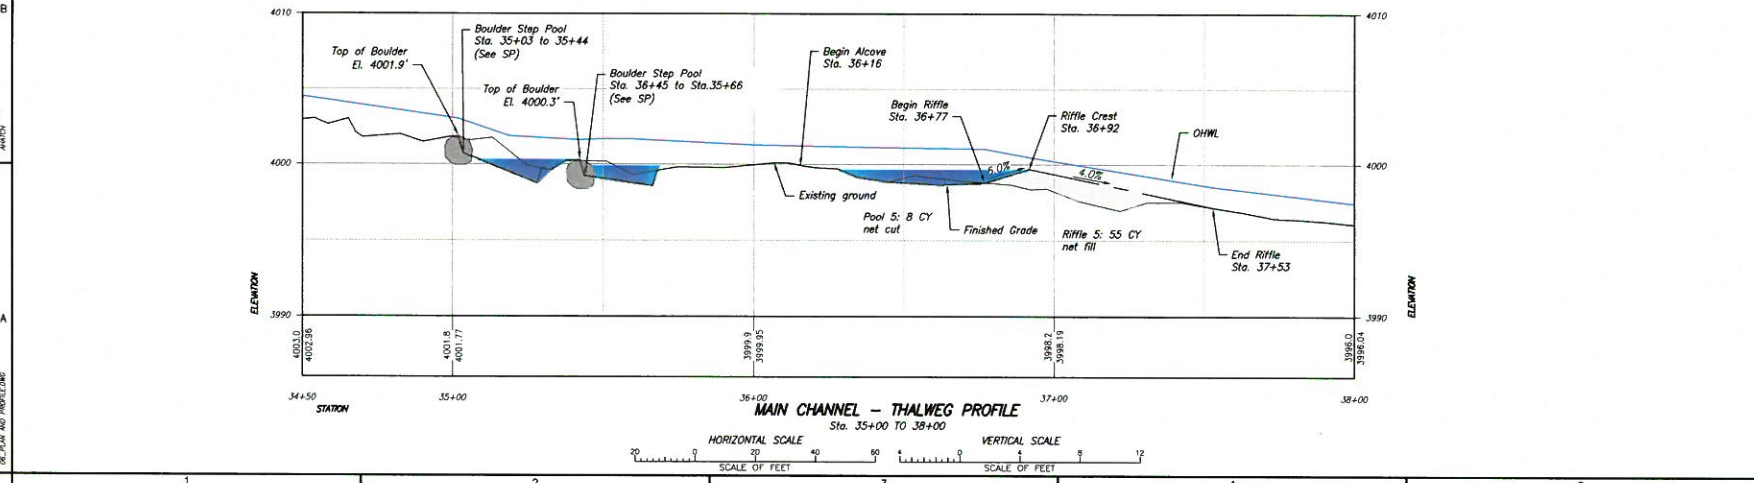 B
4010
4010
Boulder Step Pool
Sta. 35+03 to 35+44
(See SP)
Top of Boulder
El. 4001.9'
Begin Alcove
Sta. 36+16
Boulder Step Pool
Sta. 36+45 to Sta.35+66
(See SP)
Top of Boulder
El. 4000.3'
Begin Riffle
Sta. 36+77
Riffle Crest
Sta. 36+92
OHWL
4000
4000
6.0%
4.0%
Existing ground
Pool 5: 8 CY
net cut
Finished Grade
Riffle 5: 55 CY
net fill
End Riffle
Sta. 37+53
ELEVATION
ELEVATION
A
3990
3990
4003.0
4002.96
4001.8
4001.77
3999.9
3999.95
3998.2
3998.19
3996.0
3996.04
34+50
35+00
36+00
37+00
38+00
STATION
MAIN CHANNEL – THALWEG PROFILE
Sta. 35+00 TO 38+00
HORIZONTAL SCALE
20 0 20 40 60
SCALE OF FEET
VERTICAL SCALE
4 0 4 8 12
SCALE OF FEET
06_PLAN AND PROFILE.DWG
1 2 3